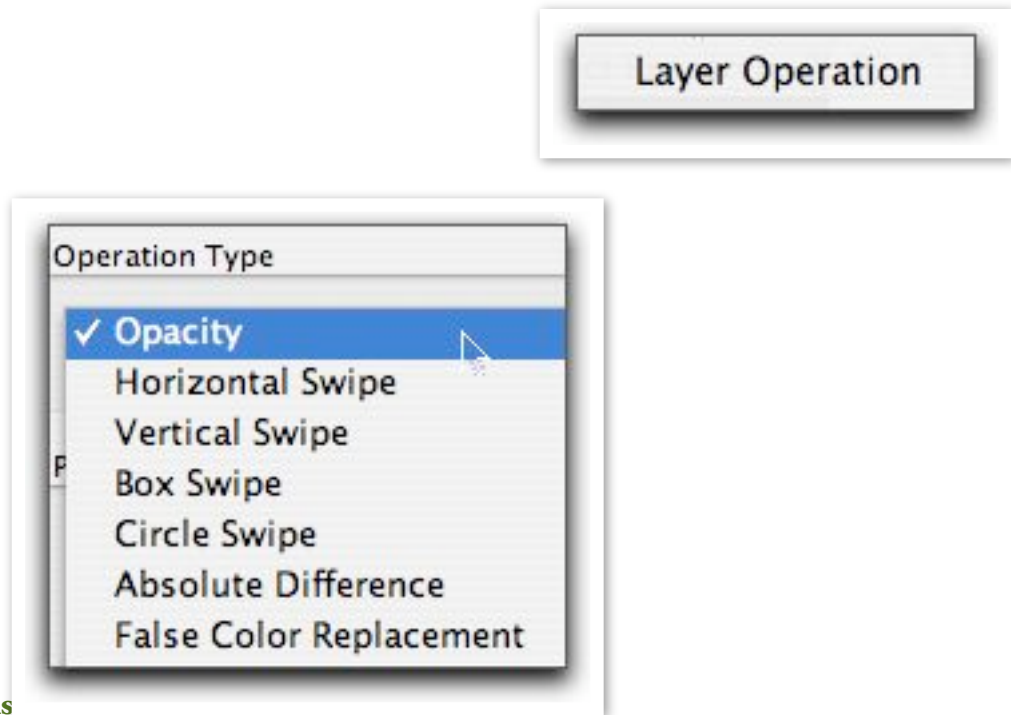 Layer Operation
Operation Type
✓ Opacity
Horizontal Swipe
Vertical Swipe
Box Swipe
Circle Swipe
Absolute Difference
False Color Replacement